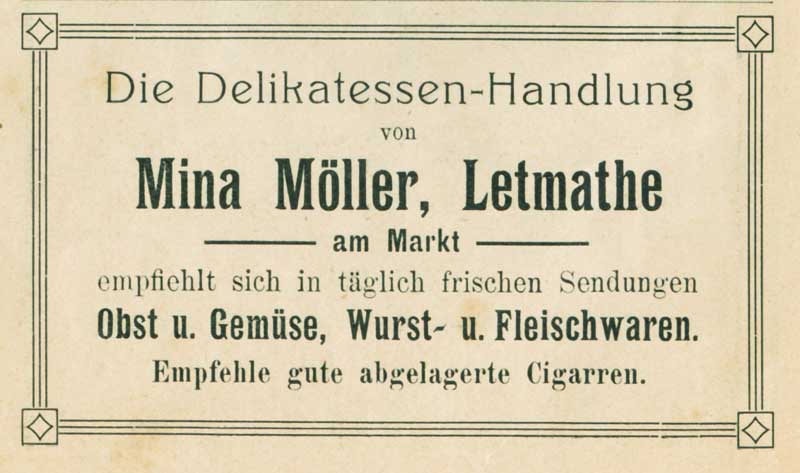 Die Delikatessen-Handlung
von
Mina Möller, Letmathe
am Markt
empfiehlt sich in täglich frischen Sendungen
Obst u. Gemüse, Wurst- u. Fleischwaren.
Empfehle gute abgelagerte Cigarren.